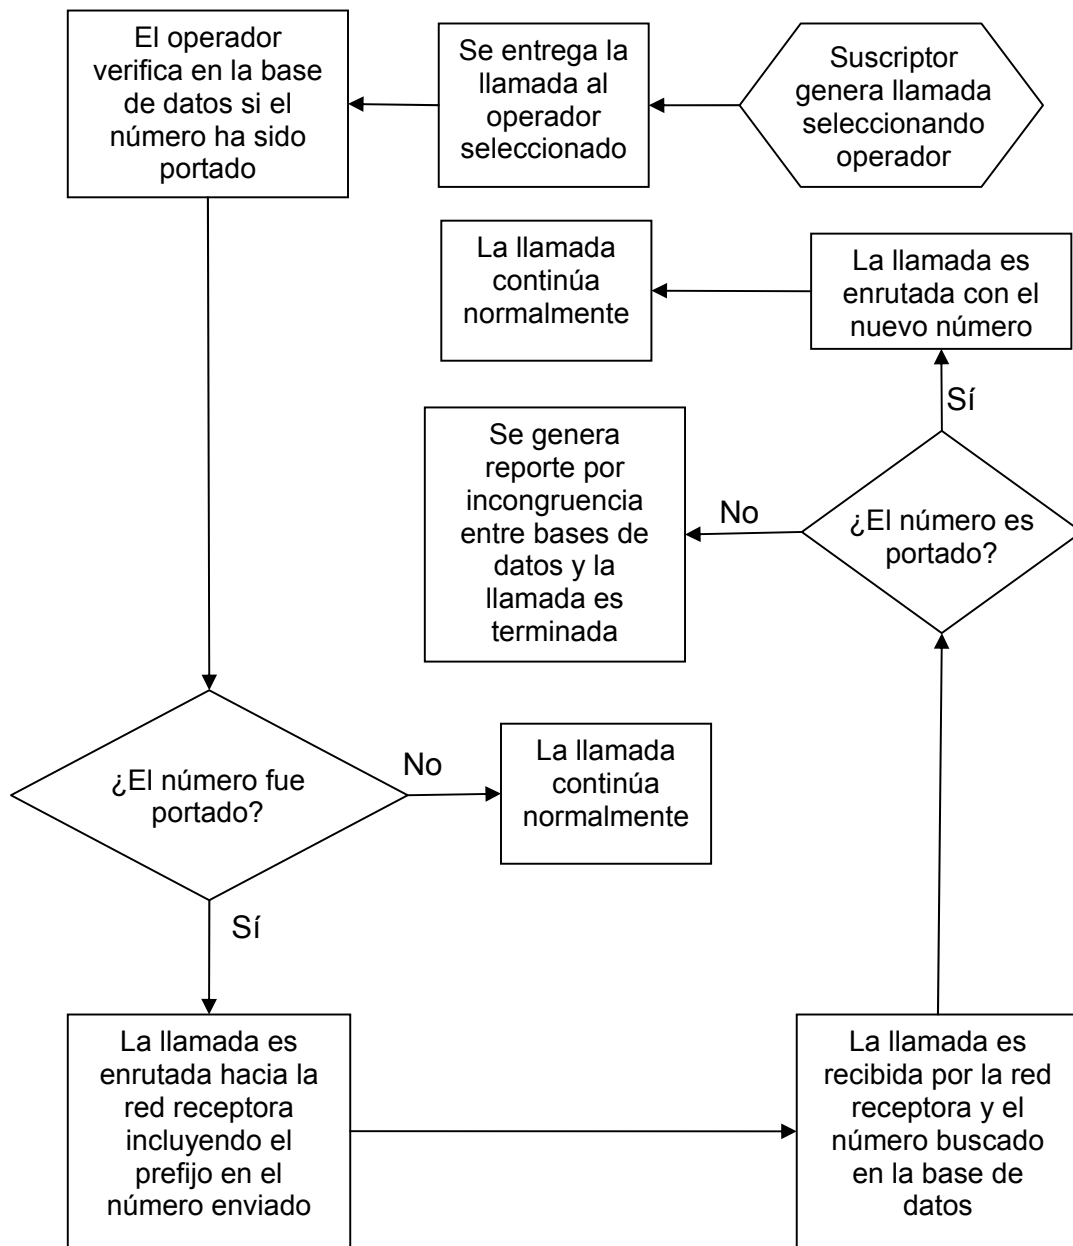 El operador
verifica en la base
de datos si el
número ha sido
portado
Se entrega la
llamada al
operador
seleccionado
Suscriptor
genera llamada
seleccionando
operador
La llamada
continúa
normalmente
La llamada es
enrutada con el
nuevo número
Sí
Se genera
reporte por
incongruencia
entre bases de
datos y la
llamada es
terminada
No
¿El número es
portado?
¿El número fue
portado?
No
La llamada
continúa
normalmente
Sí
La llamada es
enrutada hacia la
red receptora
incluyendo el
prefijo en el
número enviado
La llamada es
recibida por la red
receptora y el
número buscado
en la base de
datos